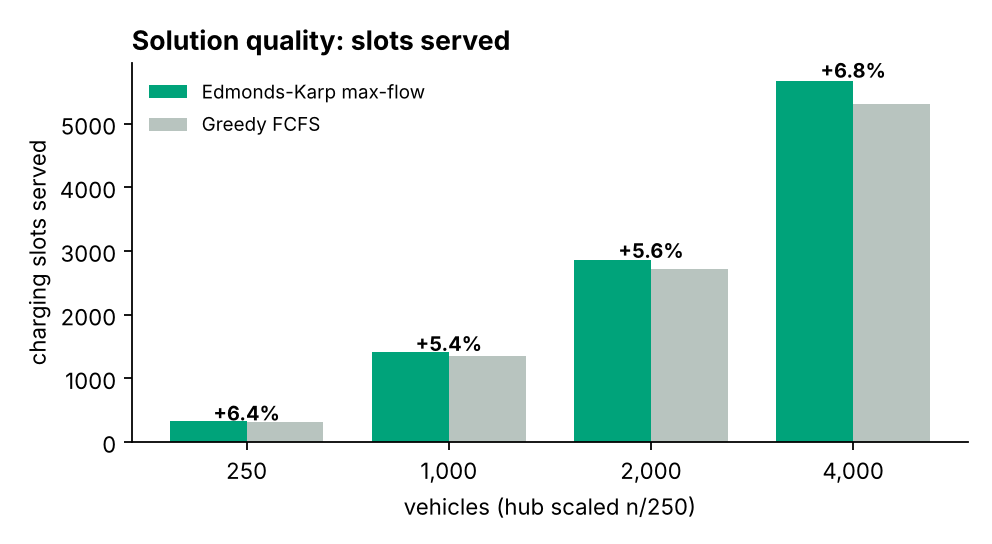 Solution quality: slots served
Edmonds-Karp max-flow
Greedy FCFS
charging slots served
5000
4000
3000
2000
1000
0
+6.4%
+5.4%
+5.6%
+6.8%
250
1,000
2,000
4,000
vehicles (hub scaled n/250)